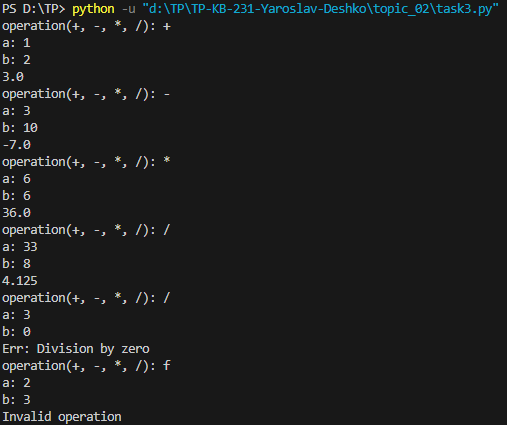 PS D:\TP> python -u "d:\TP\TP-KB-231-Yaroslav-Deshko\topic_02\task3.py"
operation(+, -, *, /): +
a: 1
b: 2
3.0
operation(+, -, *, /): -
a: 3
b: 10
-7.0
operation(+, -, *, /): *
a: 6
b: 6
36.0
operation(+, -, *, /): /
a: 33
b: 8
4.125
operation(+, -, *, /): /
a: 3
b: 0
Err: Division by zero
operation(+, -, *, /): f
a: 2
b: 3
Invalid operation